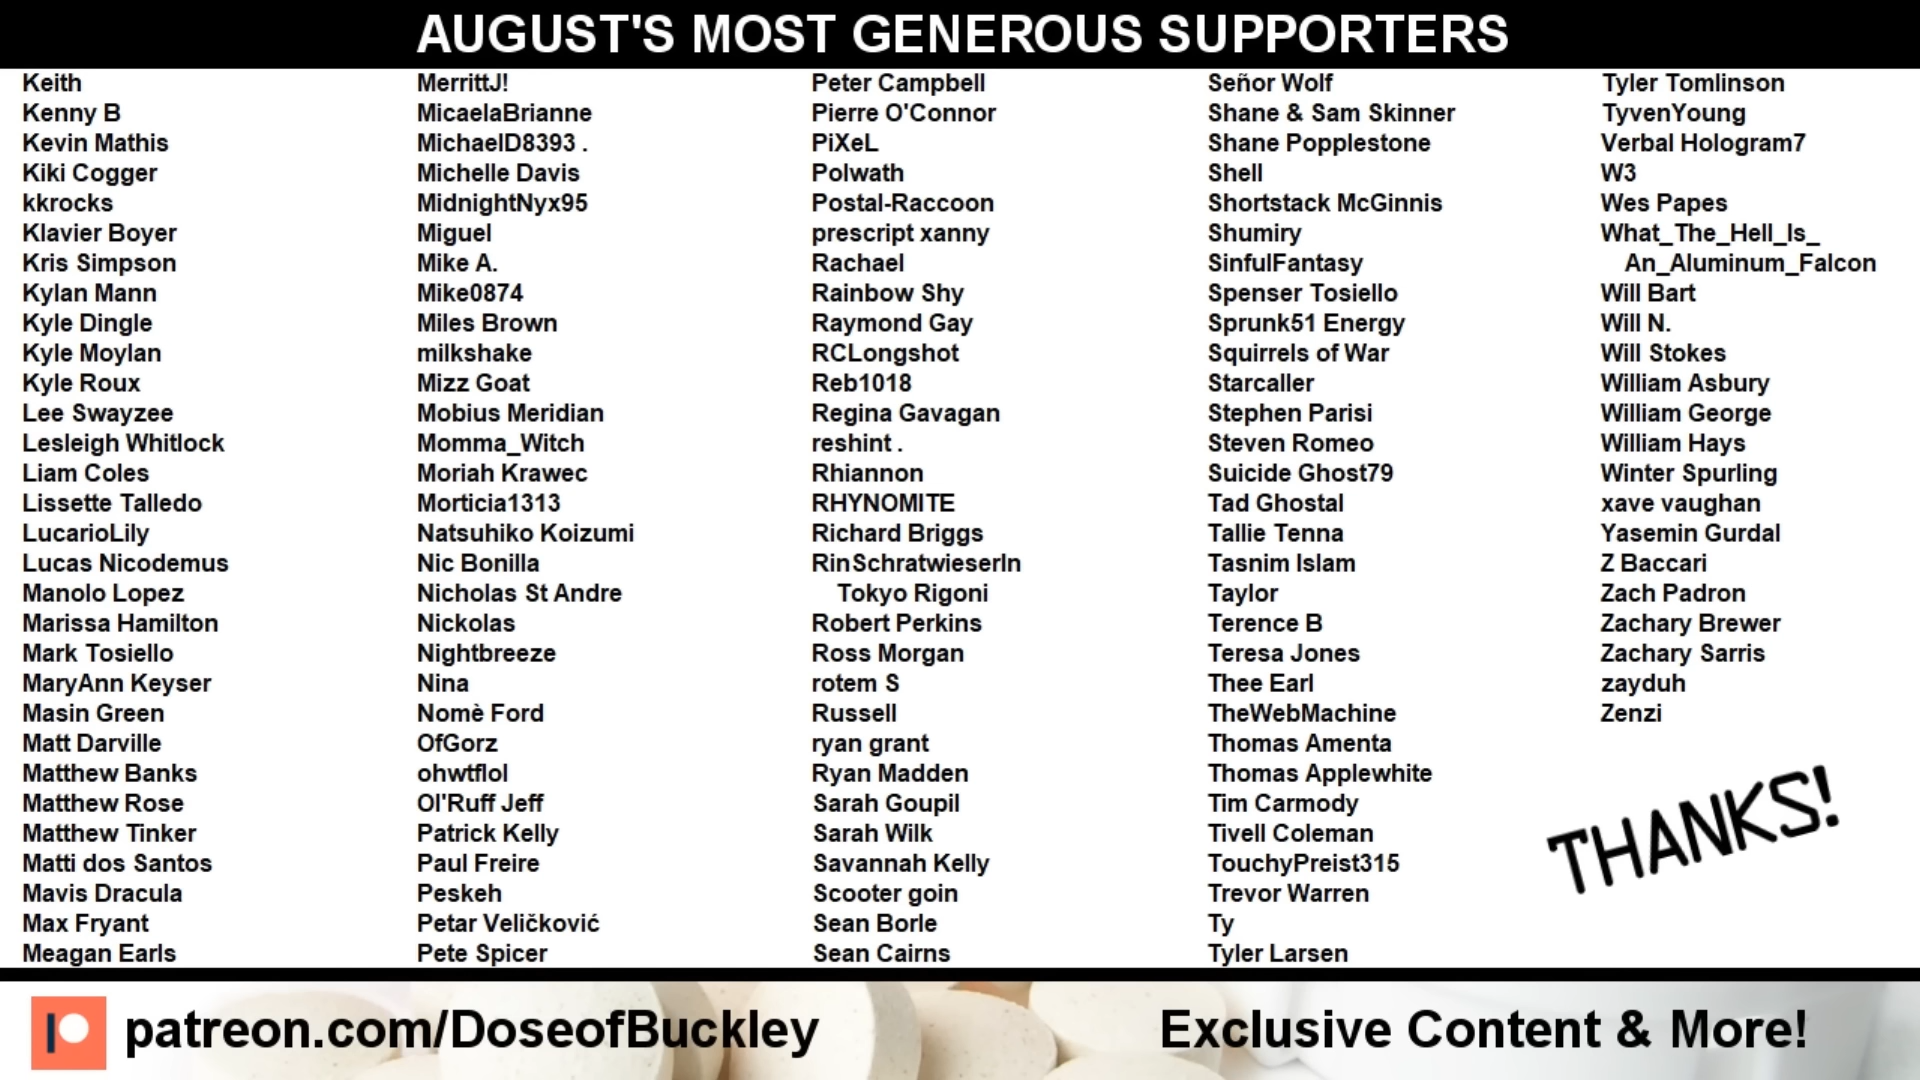 AUGUST'S MOST GENEROUS SUPPORTERS
Keith
Kenny B
Kevin Mathis
Kiki Cogger
kkrocks
Klavier Boyer
Kris Simpson
Kylan Mann
Kyle Dingle
Kyle Moylan
Kyle Roux
Lee Swayzee
Lesleigh Whitlock
Liam Coles
Lissette Talledo
LucarioLily
Lucas Nicodemus
Manolo Lopez
Marissa Hamilton
Mark Tosiello
MaryAnn Keyser
Masin Green
Matt Darville
Matthew Banks
Matthew Rose
Matthew Tinker
Matti dos Santos
Mavis Dracula
Max Fryant
Meagan Earls
MerrittJ!
MicaelaBrianne
MichaelD8393 .
Michelle Davis
MidnightNyx95
Miguel
Mike A.
Mike0874
Miles Brown
milkshake
Mizz Goat
Mobius Meridian
Momma_Witch
Moriah Krawec
Morticia1313
Natsuhiko Koizumi
Nic Bonilla
Nicholas St Andre
Nickolas
Nightbreeze
Nina
Nomè Ford
OfGorz
ohwtflol
Ol'Ruff Jeff
Patrick Kelly
Paul Freire
Peskeh
Petar Veličković
Pete Spicer
Peter Campbell
Pierre O'Connor
PiXeL
Polwath
Postal-Raccoon
prescript xanny
Rachael
Rainbow Shy
Raymond Gay
RCLongshot
Reb1018
Regina Gavagan
reshint .
Rhiannon
RHYNOMITE
Richard Briggs
RinSchratwieserIn
Tokyo Rigoni
Robert Perkins
Ross Morgan
rotem S
Russell
ryan grant
Ryan Madden
Sarah Goupil
Sarah Wilk
Savannah Kelly
Scooter goin
Sean Borle
Sean Cairns
Señor Wolf
Shane & Sam Skinner
Shane Popplestone
Shell
Shortstack McGinnis
Shumiry
SinfulFantasy
Spenser Tosiello
Sprunk51 Energy
Squirrels of War
Starcaller
Stephen Parisi
Steven Romeo
Suicide Ghost79
Tad Ghostal
Tallie Tenna
Tasnim Islam
Taylor
Terence B
Teresa Jones
Thee Earl
TheWebMachine
Thomas Amenta
Thomas Applewhite
Tim Carmody
Tivell Coleman
TouchyPreist315
Trevor Warren
Ty
Tyler Larsen
Tyler Tomlinson
TyvenYoung
Verbal Hologram7
W3
Wes Papes
What_The_Hell_Is_
An_Aluminum_Falcon
Will Bart
Will N.
Will Stokes
William Asbury
William George
William Hays
Winter Spurling
xave vaughan
Yasemin Gurdal
Z Baccari
Zach Padron
Zachary Brewer
Zachary Sarris
zayduh
Zenzi
THANKS!
patreon.com/DoseofBuckley
Exclusive Content & More!